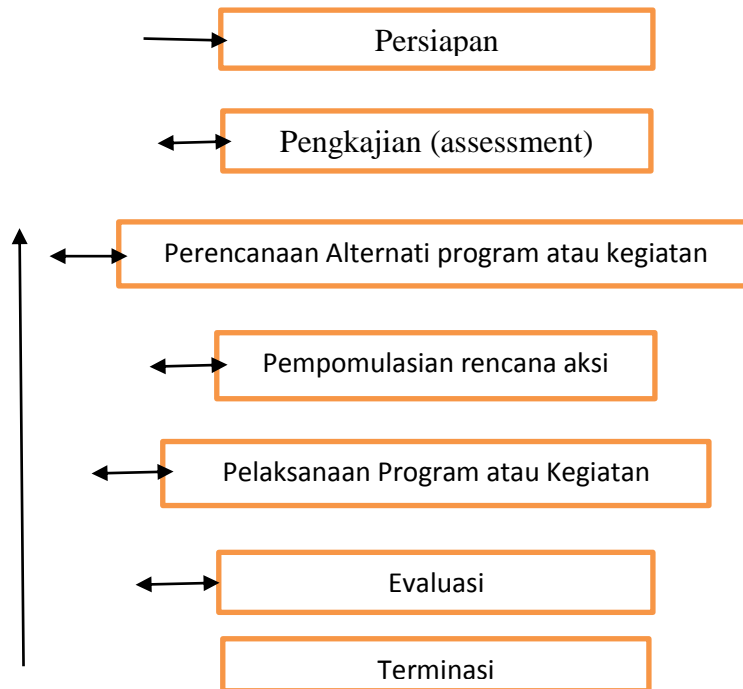 Persiapan
Pengkajian (assessment)
Perencanaan Alternati program atau kegiatan
Pempomulasian rencana aksi
Pelaksanaan Program atau Kegiatan
Evaluasi
Terminasi